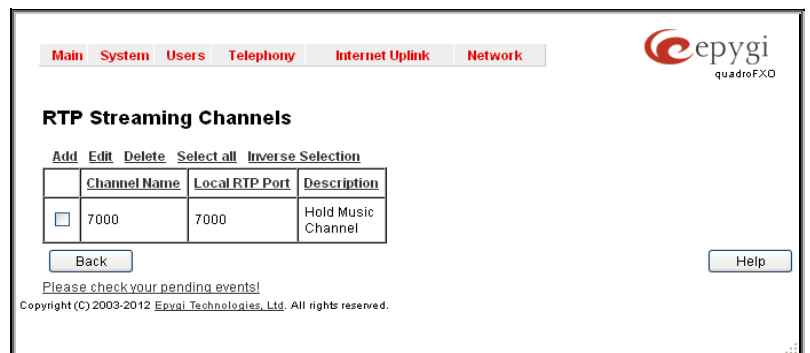 Main System Users Telephony Internet Uplink Network
epygi
quadroFXO
RTP Streaming Channels
Add Edit Delete Select all Inverse Selection
Channel Name Local RTP Port Description
7000 7000 Hold Music Channel
Back
Help
Please check your pending events!
Copyright (C) 2003-2012 Epygi Technologies, Ltd. All rights reserved.